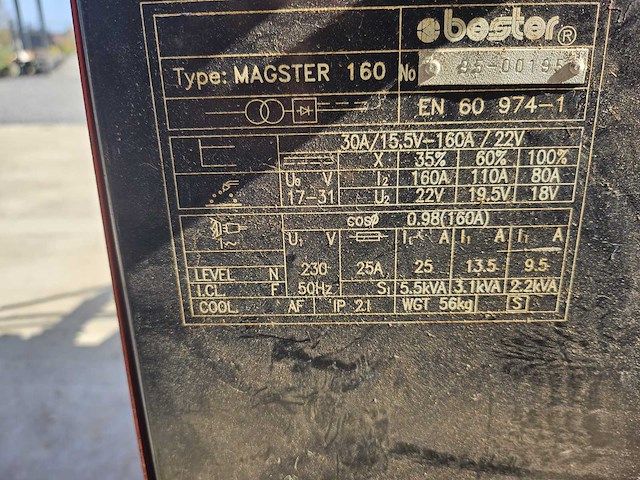 bester®
Type: MAGSTER 160 No 95-00195
EN 60 974-1
30A/15.5V-160A / 22V
X 35% 60% 100%
U₀ V I₂ 160A 110A 80A
17-31 U₂ 22V 19.5V 18V
cosø 0.98(160A)
U₁ V I₁ A I₁ A I₁ A
LEVEL N 230 25A 25 13.5 9.5
I.CL. F 50Hz S₁ 5.5kVA 3.1kVA 2.2kVA
COOL. AF IP 21 WGT 56kg S